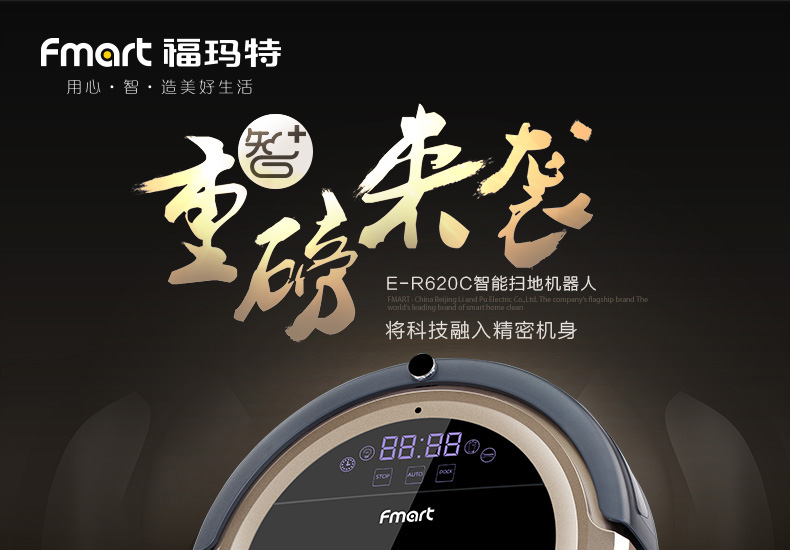 Fmart 福玛特
用心·智·造美好生活
智+
重磅来袭
E-R620C智能扫地机器人
FMART - China Beijing Li and Pu Electric Co.,Ltd. The company's flagship brand The
world's leading brand of smart home clean
将科技融入精密机身
88:88
STOP AUTO DOCK
Fmart